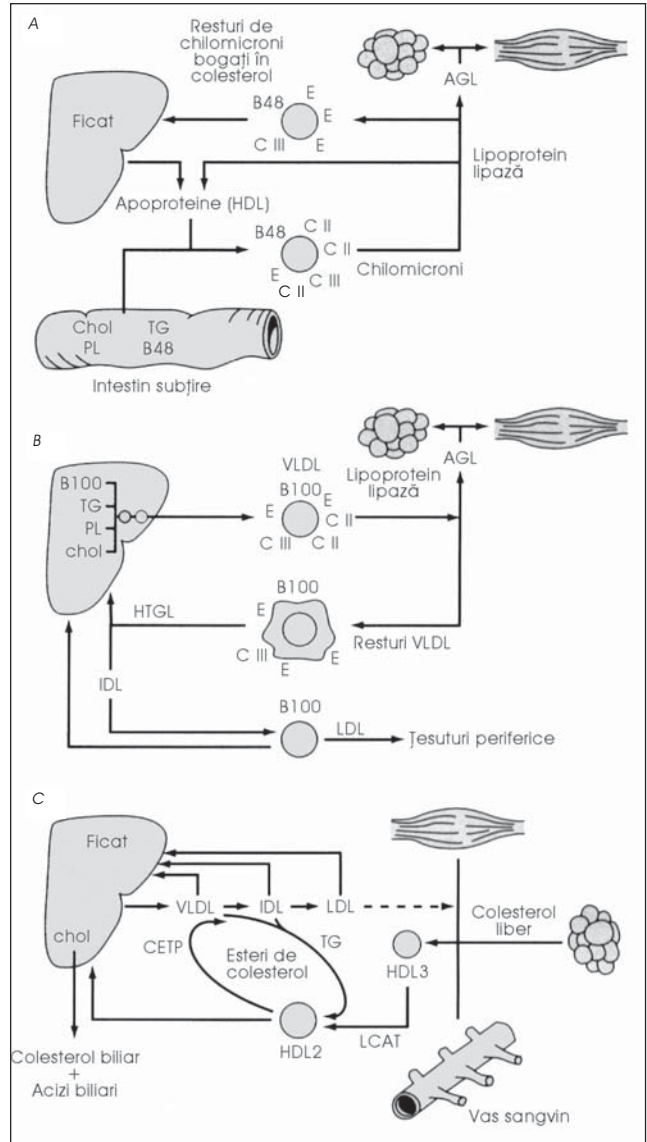 A
Resturi de
chilomicroni
bogați în
colesterol
Ficat
B48
E
E
C III
E
AGL
Lipoprotein
lipază
Apoproteine (HDL)
B48
C II
C II
E
C III
C II
Chilomicroni
Chol TG
PL B48
Intestin subțire
B
B100
TG
PL
chol
VLDL
B100
E
E
C II
C III
C II
Lipoprotein
lipază
AGL
HTGL
B100
E
C III
E
E
Resturi VLDL
IDL
B100
LDL
Țesuturi periferice
C
Ficat
chol
VLDL
IDL
LDL
CETP
Esteri de
colesterol
TG
HDL3
Colesterol
liber
HDL2
LCAT
Colesterol biliar
+
Acizi biliari
Vas sangvin